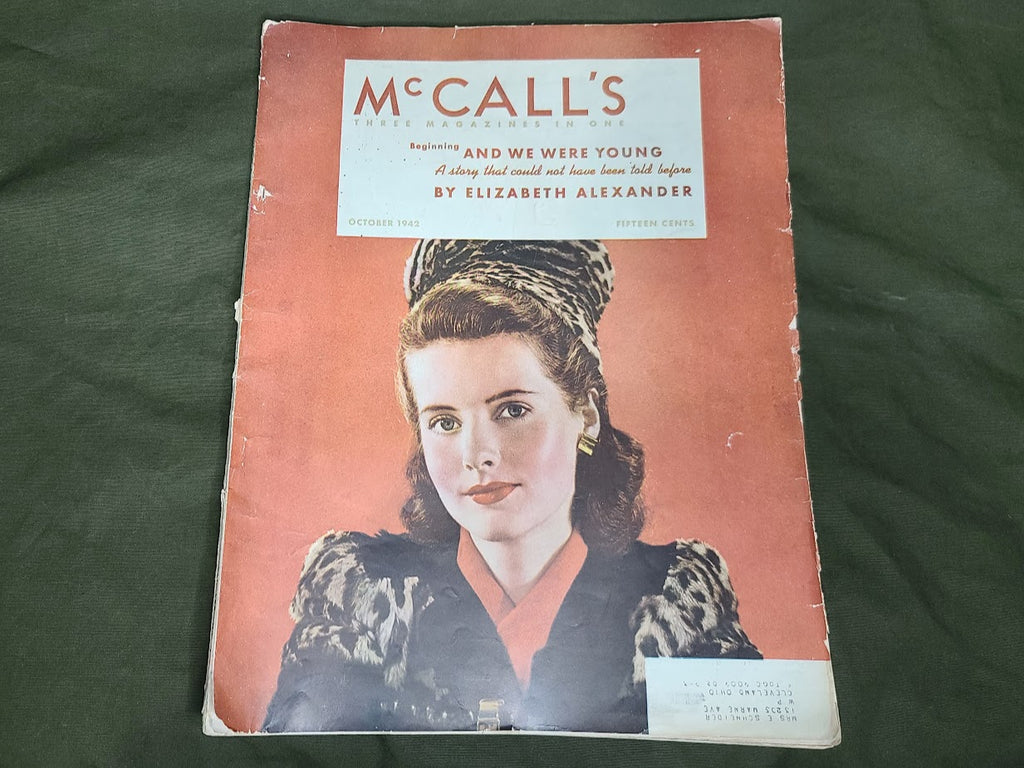 McCALL'S
THREE MAGAZINES IN ONE
Beginning AND WE WERE YOUNG
A story that could not have been told before
BY ELIZABETH ALEXANDER
OCTOBER 1942 FIFTEEN CENTS
MRS E SCHNEIDER
13205 MARNE AVE
W P
CLEVELAND OHIO